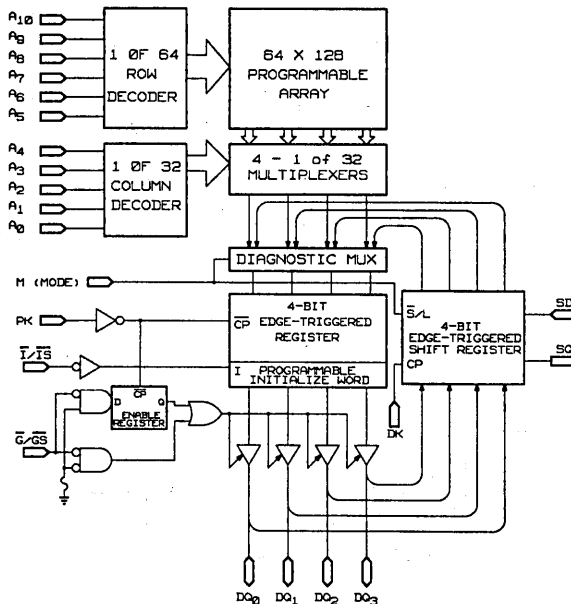 A10
A9
A8
A7
A6
A5
1 OF 64
ROW
DECODER
64 X 128
PROGRAMMABLE
ARRAY
A4
A3
A2
A1
A0
1 OF 32
COLUMN
DECODER
4 - 1 of 32
MULTIPLEXERS
DIAGNOSTIC MUX
M (MODE)
PK
CP
4-BIT
EDGE-TRIGGERED
REGISTER
I/IS
I
PROGRAMMABLE
INITIALIZE WORD
S/L
4-BIT
EDGE-TRIGGERED
SHIFT REGISTER
CP
SD
SQ
DK
G/GS
CP
D
Q
ENABLE
REGISTER
DQ0
DQ1
DQ2
DQ3